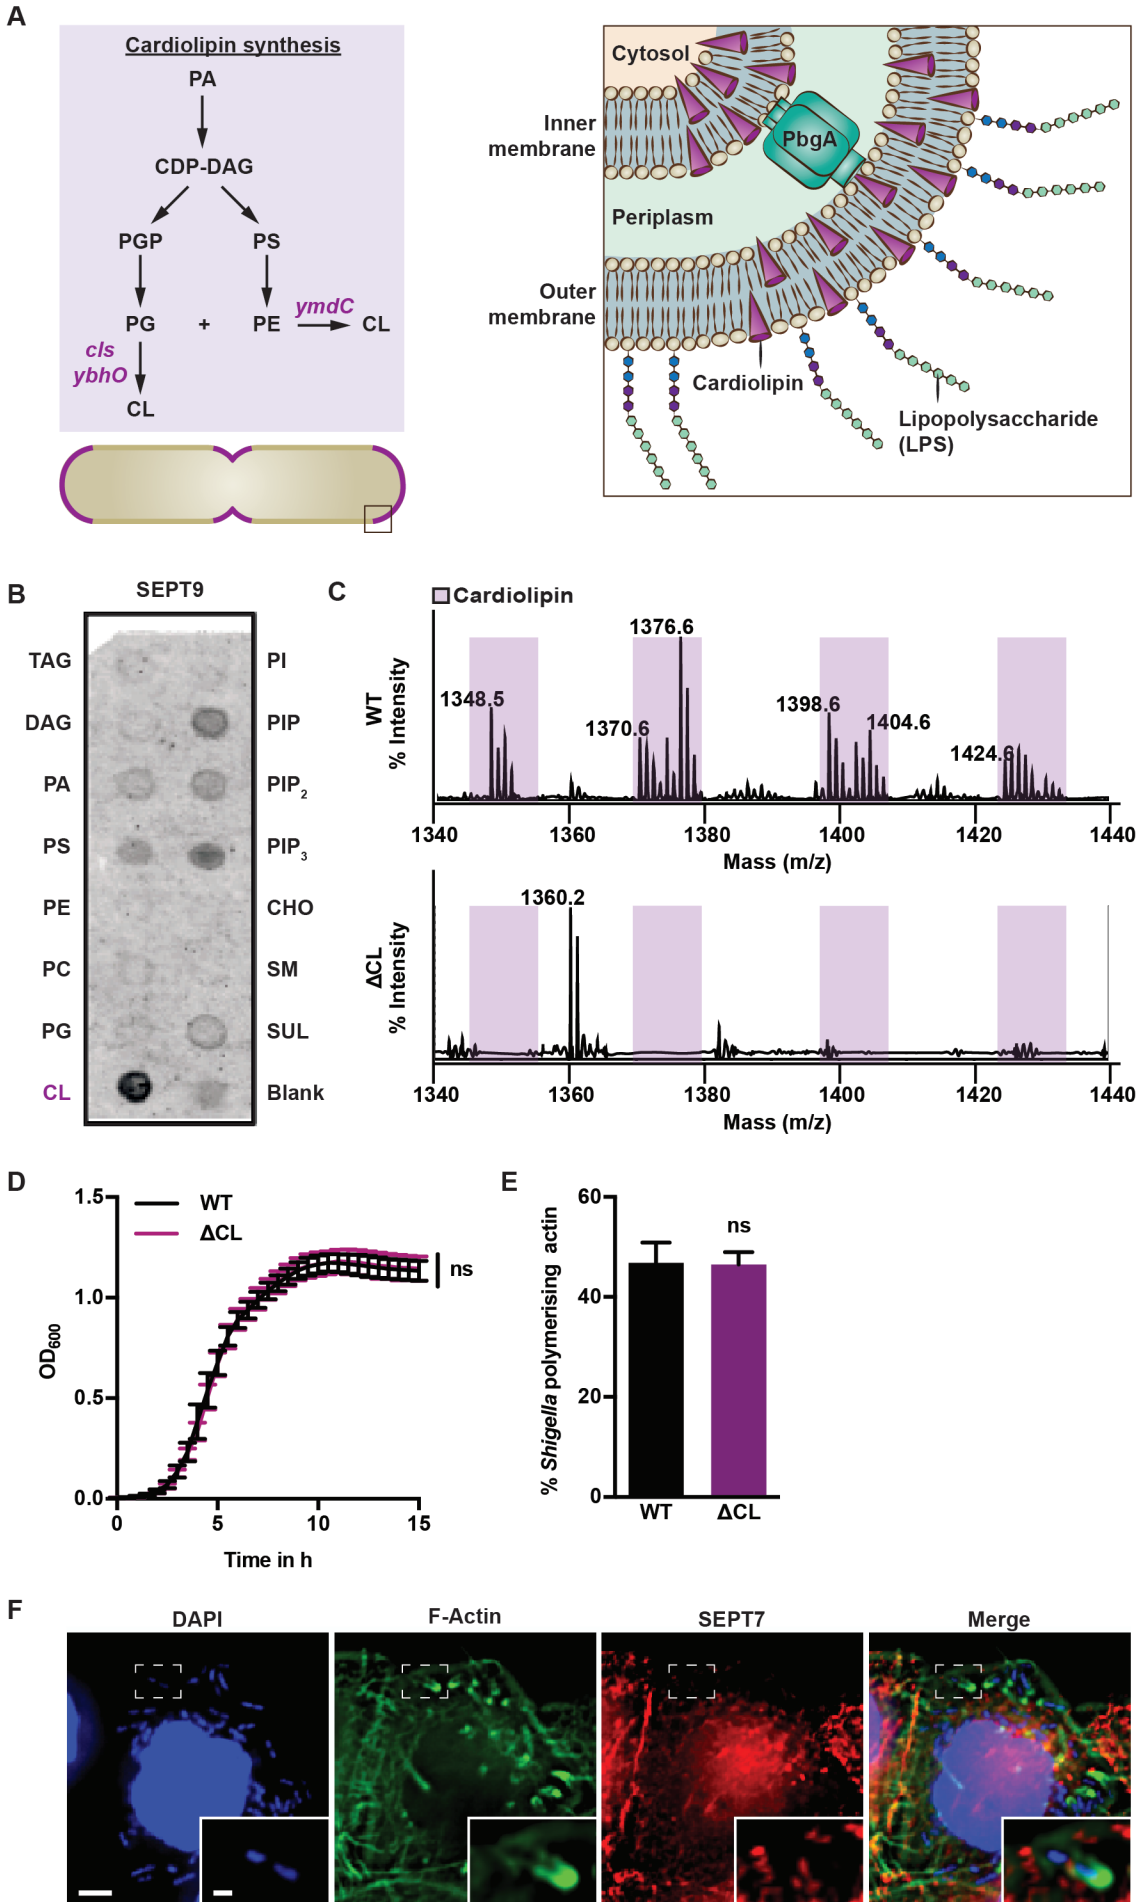 A
Cardiolipin synthesis
PA
CDP-DAG
PGP PS
PG + PE ymdC CL
cls
ybhO
CL
Cytosol
Inner
membrane
PbgA
Periplasm
Outer
membrane
Cardiolipin
Lipopolysaccharide
(LPS)
B
SEPT9
TAG PI
DAG PIP
PA PIP2
PS PIP3
PE CHO
PC SM
PG SUL
CL Blank
C
Cardiolipin
WT
% Intensity
1348.5
1370.6
1376.6
1398.6
1404.6
1424.6
1340 1360 1380 1400 1420 1440
Mass (m/z)
ΔCL
% Intensity
1360.2
1340 1360 1380 1400 1420 1440
Mass (m/z)
D
WT
ΔCL
ns
OD600
1.5
1.0
0.5
0.0
0 5 10 15
Time in h
E
% Shigella polymerising actin
60
40
20
0
ns
WT ΔCL
F
DAPI F-Actin SEPT7 Merge